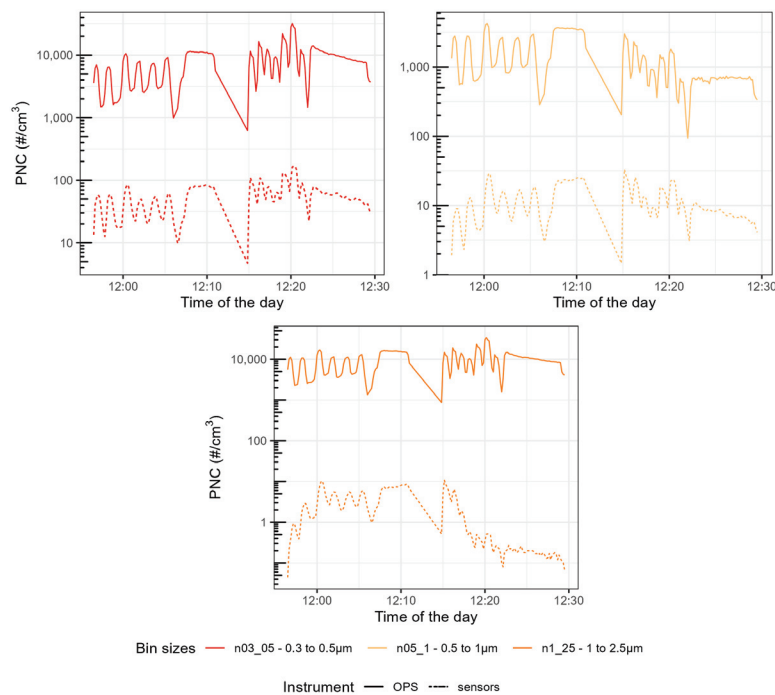 10,000
1,000
100
10
PNC (#/cm³)
12:00 12:10 12:20 12:30
Time of the day
1,000
100
10
1
12:00 12:10 12:20 12:30
Time of the day
10,000
100
1
PNC (#/cm³)
12:00 12:10 12:20 12:30
Time of the day
Bin sizes n03_05 - 0.3 to 0.5µm n05_1 - 0.5 to 1µm n1_25 - 1 to 2.5µm
Instrument OPS sensors